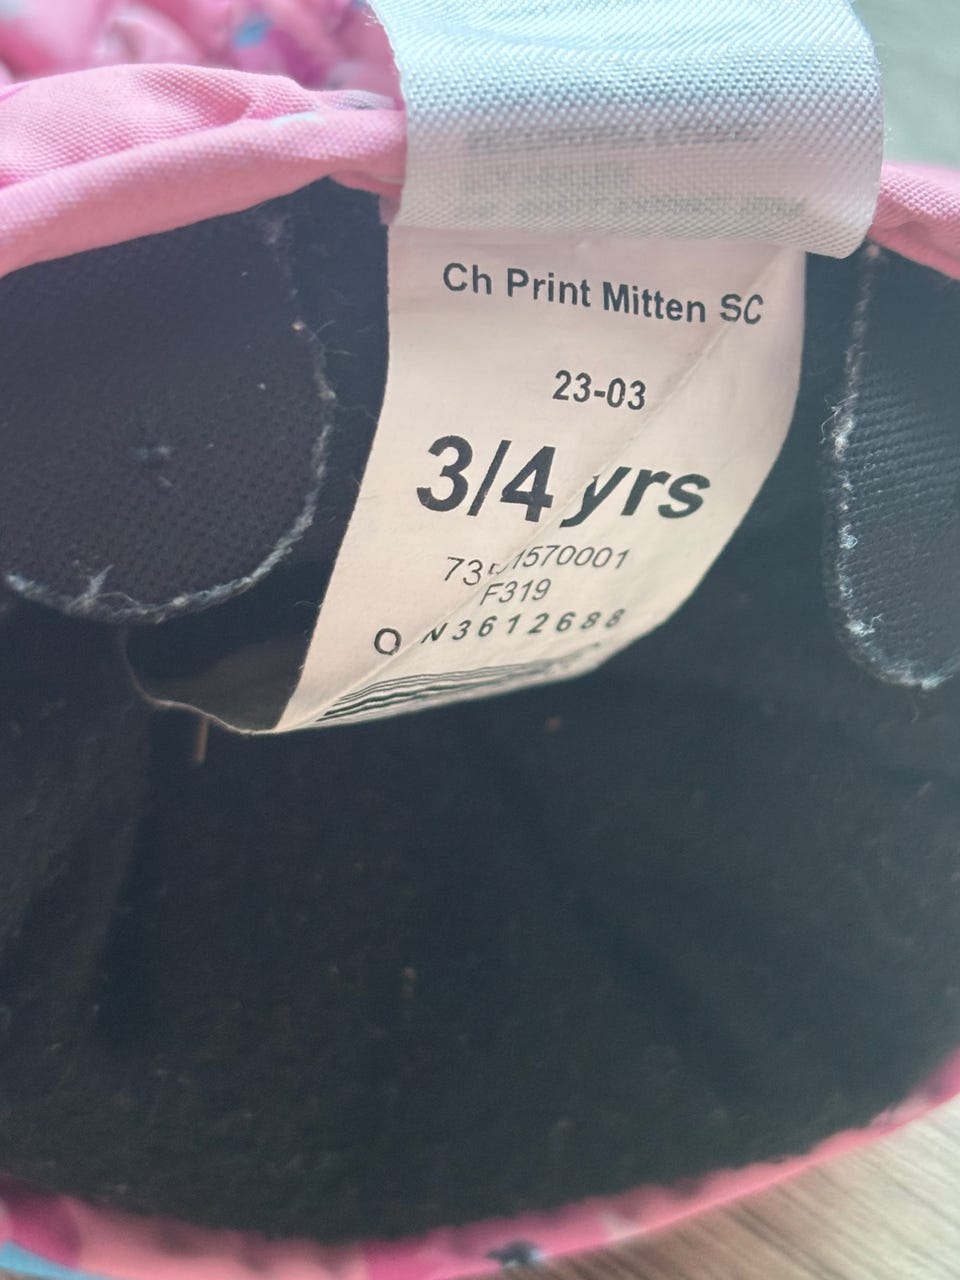 Ch Print Mitten SC
23-03
3/4 yrs
F319
N3612688